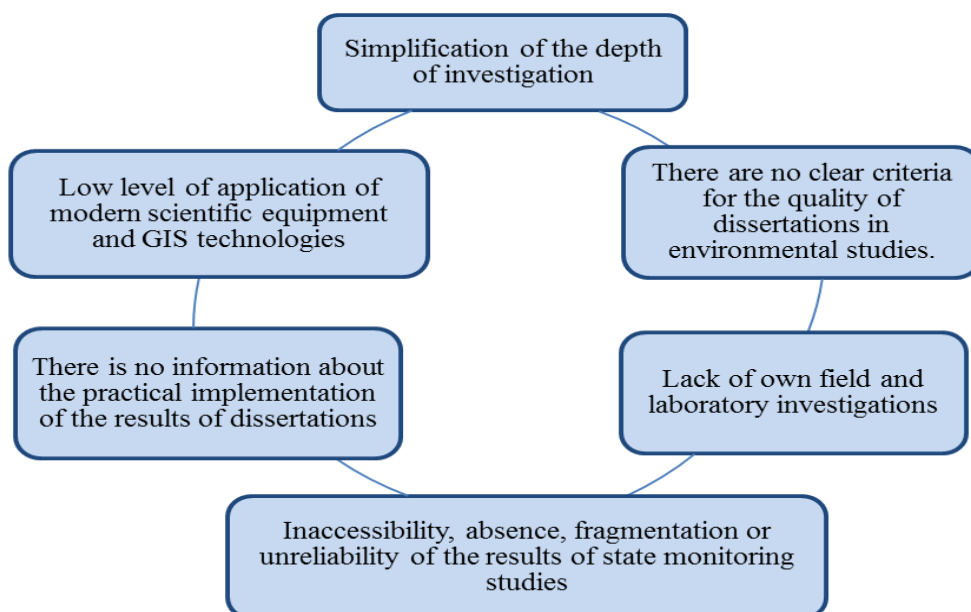 Simplification of the depth
of investigation
Low level of application of
modern scientific equipment
and GIS technologies
There are no clear criteria
for the quality of
dissertations in
environmental studies.
There is no information about
the practical implementation
of the results of dissertations
Lack of own field and
laboratory investigations
Inaccessibility, absence, fragmentation or
unreliability of the results of state monitoring
studies